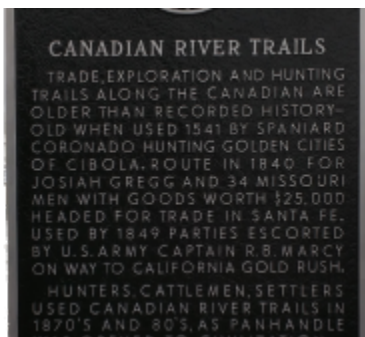 CANADIAN RIVER TRAILS
TRADE, EXPLORATION AND HUNTING
TRAILS ALONG THE CANADIAN ARE
OLDER THAN RECORDED HISTORY–
OLD WHEN USED 1541 BY SPANIARD
CORONADO HUNTING GOLDEN CITIES
OF CIBOLA. ROUTE IN 1840 FOR
JOSIAH GREGG AND 34 MISSOURI
MEN WITH GOODS WORTH $25,000
HEADED FOR TRADE IN SANTA FE.
USED BY 1849 PARTIES ESCORTED
BY U.S. ARMY CAPTAIN R.B. MARCY
ON WAY TO CALIFORNIA GOLD RUSH.
HUNTERS, CATTLEMEN, SETTLERS
USED CANADIAN RIVER TRAILS IN
1870'S AND 80'S, AS PANHANDLE